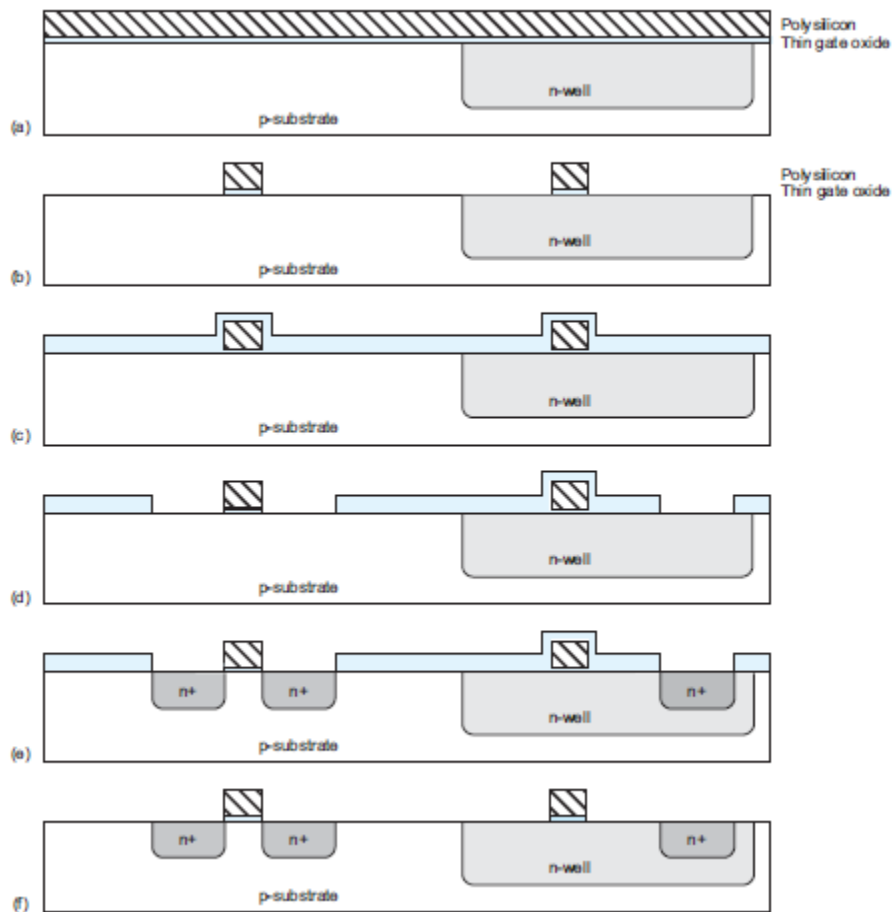 Polysilicon
Thin gate oxide
n-well
p-substrate
(a)
Polysilicon
Thin gate oxide
n-well
p-substrate
(b)
n-well
p-substrate
(c)
n-well
p-substrate
(d)
n+ n+ n+
n-well
p-substrate
(e)
n+ n+ n+
n-well
p-substrate
(f)